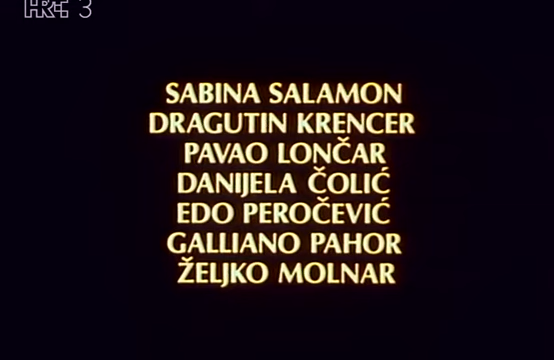 HRT 3
SABINA SALAMON
DRAGUTIN KRENCER
PAVAO LONČAR
DANIJELA ČOLIĆ
EDO PEROČEVIĆ
GALLIANO PAHOR
ŽELJKO MOLNAR